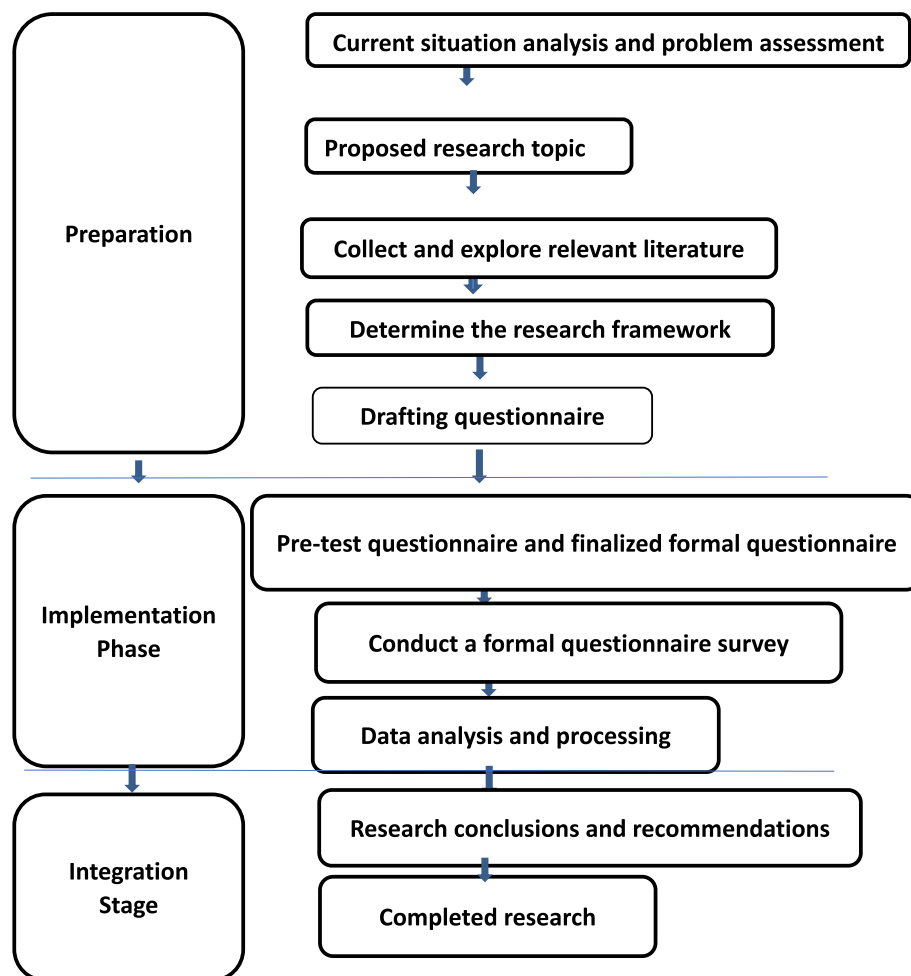 Current situation analysis and problem assessment
Proposed research topic
Preparation
Collect and explore relevant literature
Determine the research framework
Drafting questionnaire
Pre-test questionnaire and finalized formal questionnaire
Implementation
Phase
Conduct a formal questionnaire survey
Data analysis and processing
Research conclusions and recommendations
Integration
Stage
Completed research